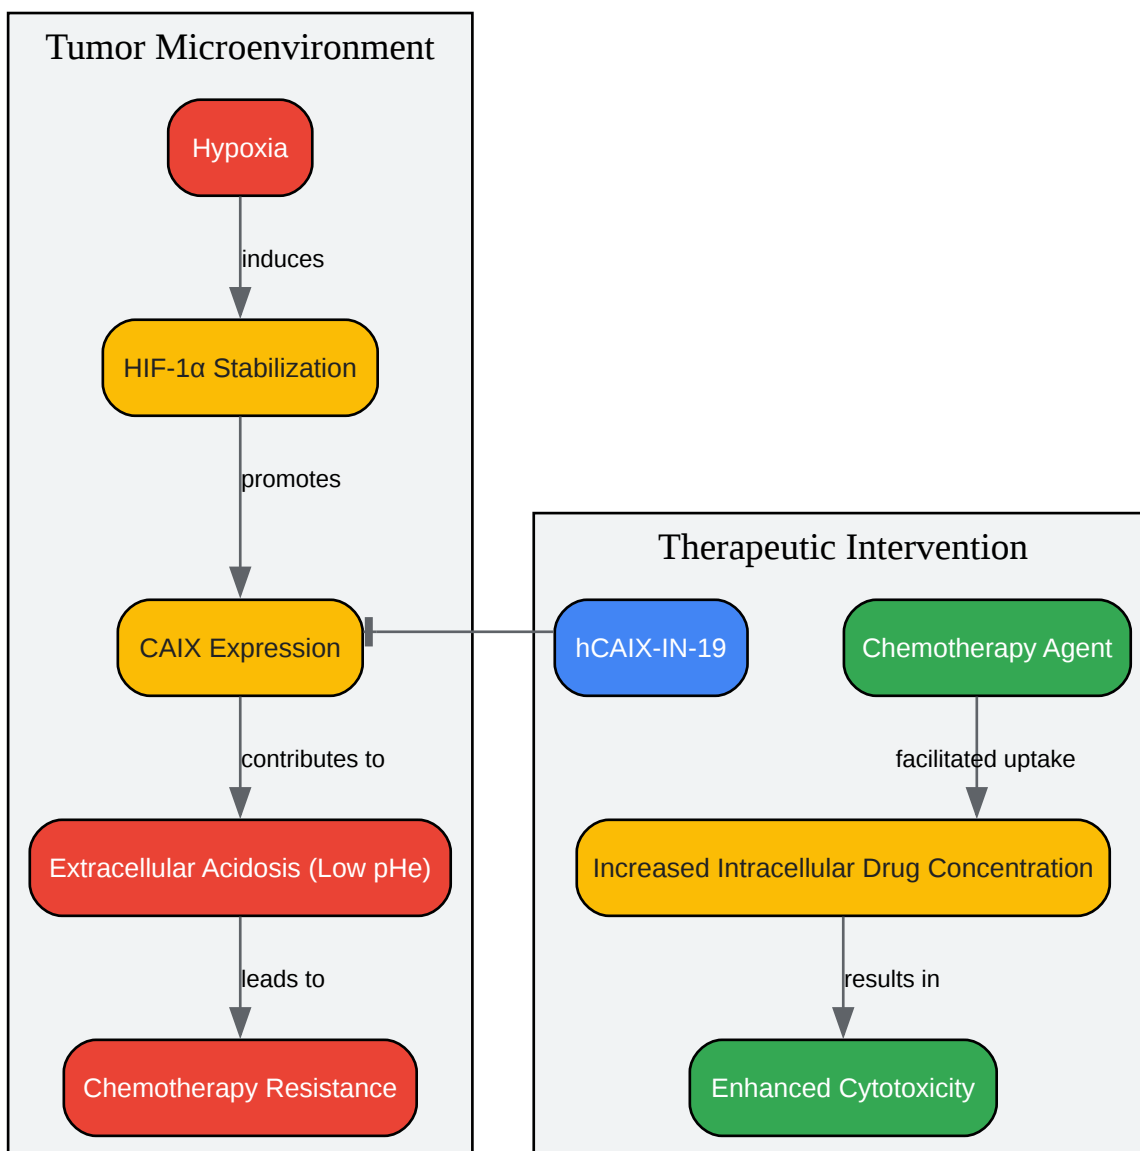 Tumor Microenvironment
Hypoxia
induces
HIF-1α Stabilization
promotes
CAIX Expression
contributes to
Extracellular Acidosis (Low pHe)
leads to
Chemotherapy Resistance
Therapeutic Intervention
hCAIX-IN-19
Chemotherapy Agent
facilitated uptake
Increased Intracellular Drug Concentration
results in
Enhanced Cytotoxicity